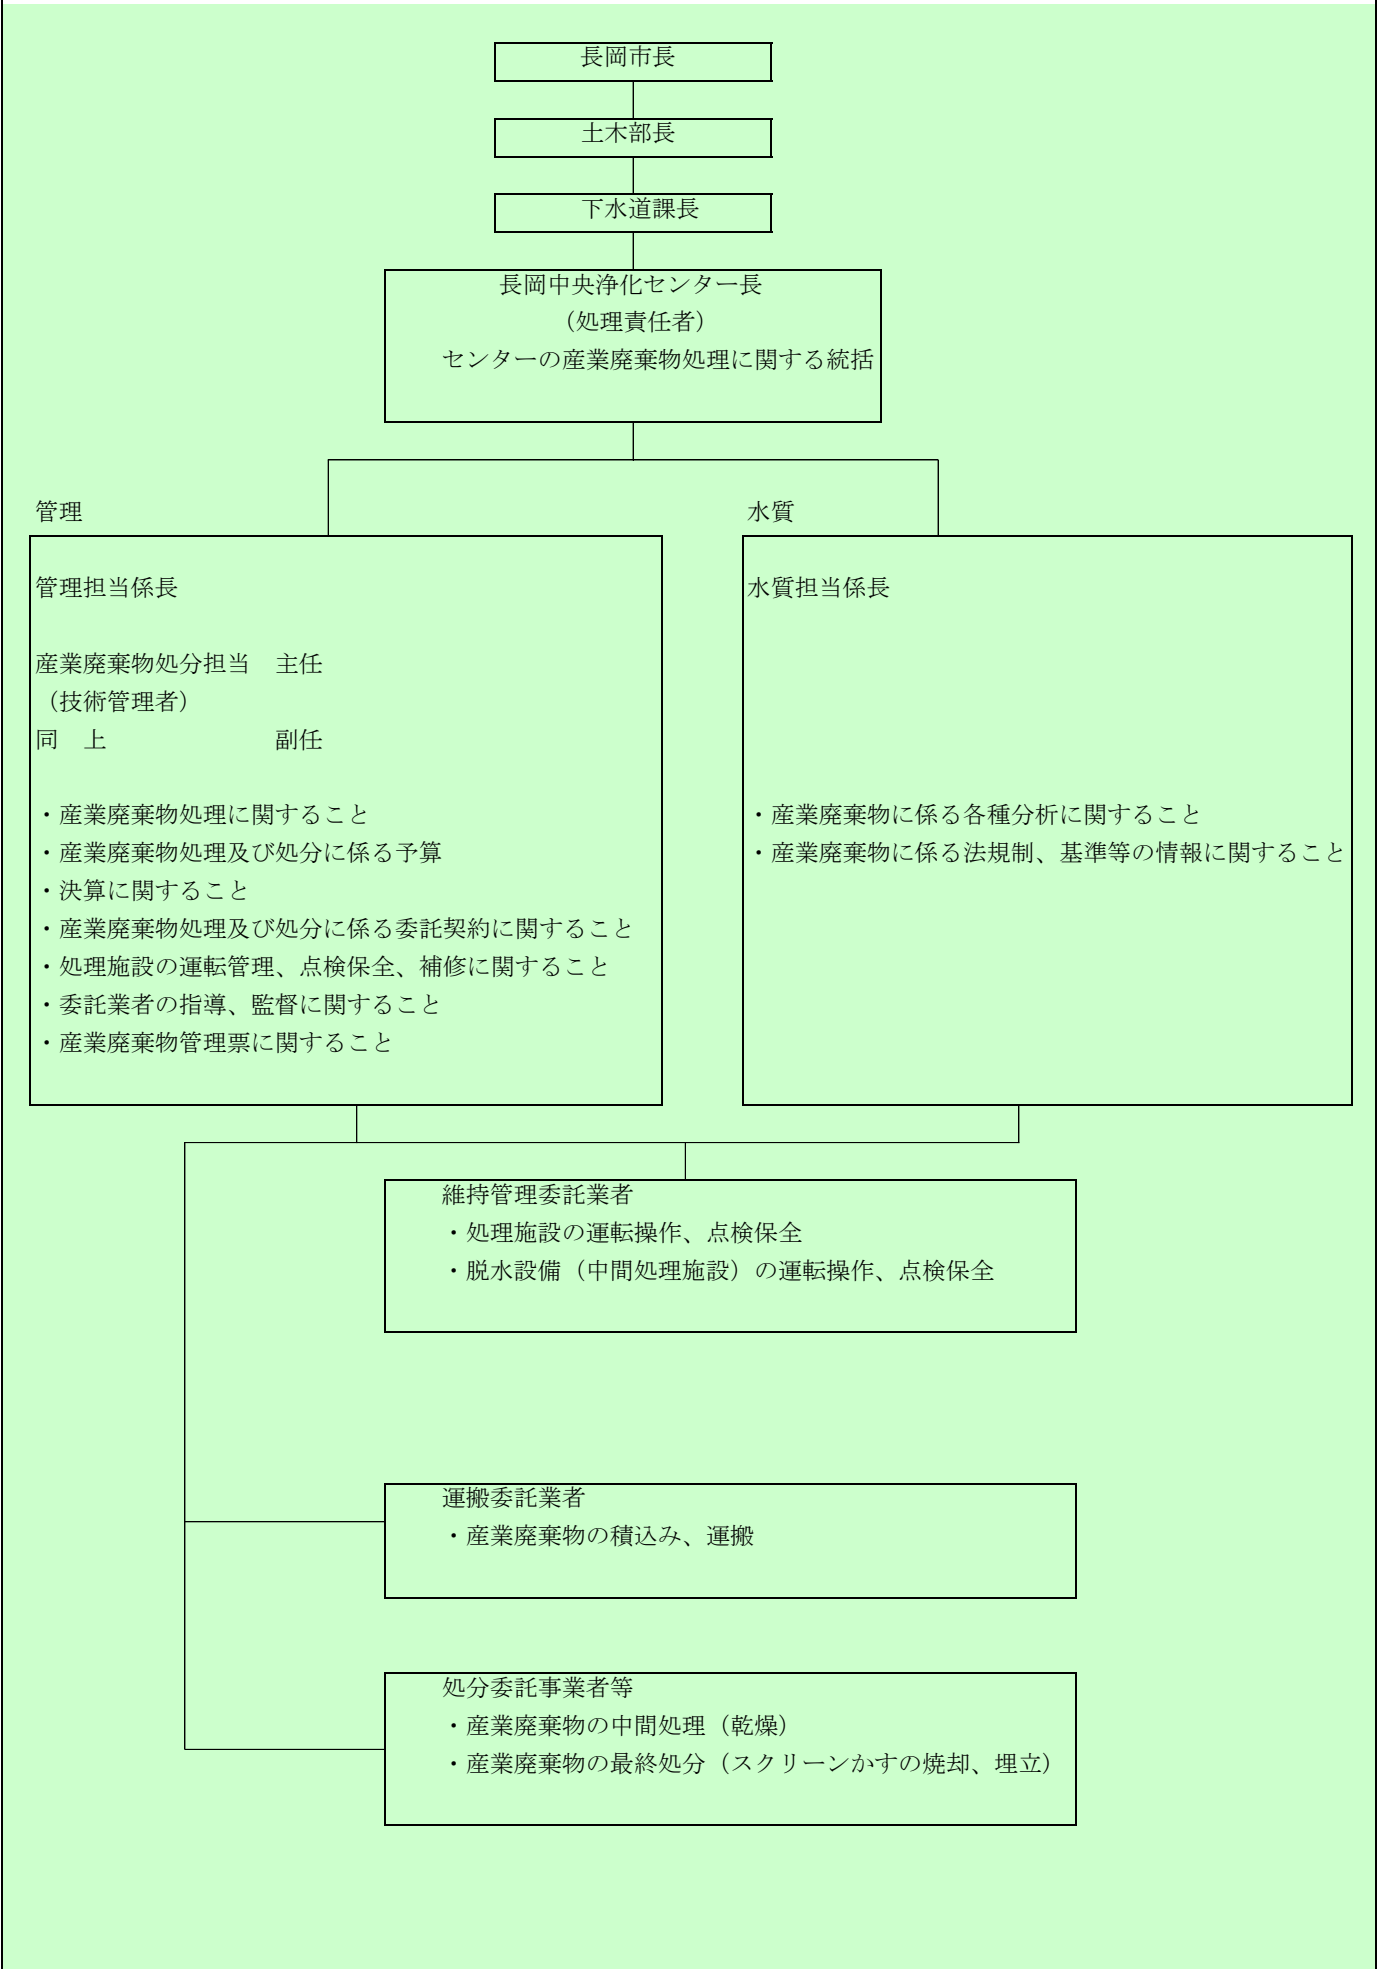 長岡市長
土木部長
下水道課長
長岡中央浄化センター長
（処理責任者）
センターの産業廃棄物処理に関する統括
管理
管理担当係長
産業廃棄物処分担当　主任
（技術管理者）
同　上　　　　　　　副任
・産業廃棄物処理に関すること
・産業廃棄物処理及び処分に係る予算
・決算に関すること
・産業廃棄物処理及び処分に係る委託契約に関すること
・処理施設の運転管理、点検保全、補修に関すること
・委託業者の指導、監督に関すること
・産業廃棄物管理票に関すること
水質
水質担当係長
・産業廃棄物に係る各種分析に関すること
・産業廃棄物に係る法規制、基準等の情報に関すること
維持管理委託業者
・処理施設の運転操作、点検保全
・脱水設備（中間処理施設）の運転操作、点検保全
運搬委託業者
・産業廃棄物の積込み、運搬
処分委託事業者等
・産業廃棄物の中間処理（乾燥）
・産業廃棄物の最終処分（スクリーンかすの焼却、埋立）